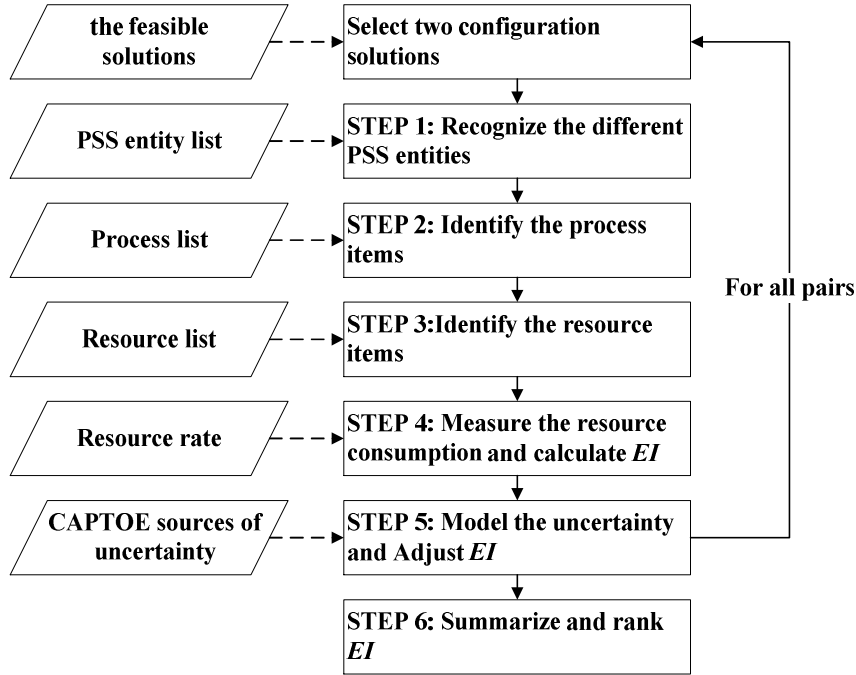 the feasible
solutions
Select two configuration
solutions
PSS entity list
STEP 1: Recognize the different
PSS entities
Process list
STEP 2: Identify the process
items
For all pairs
Resource list
STEP 3:Identify the resource
items
Resource rate
STEP 4: Measure the resource
consumption and calculate EI
CAPTOE sources of
uncertainty
STEP 5: Model the uncertainty
and Adjust EI
STEP 6: Summarize and rank
EI